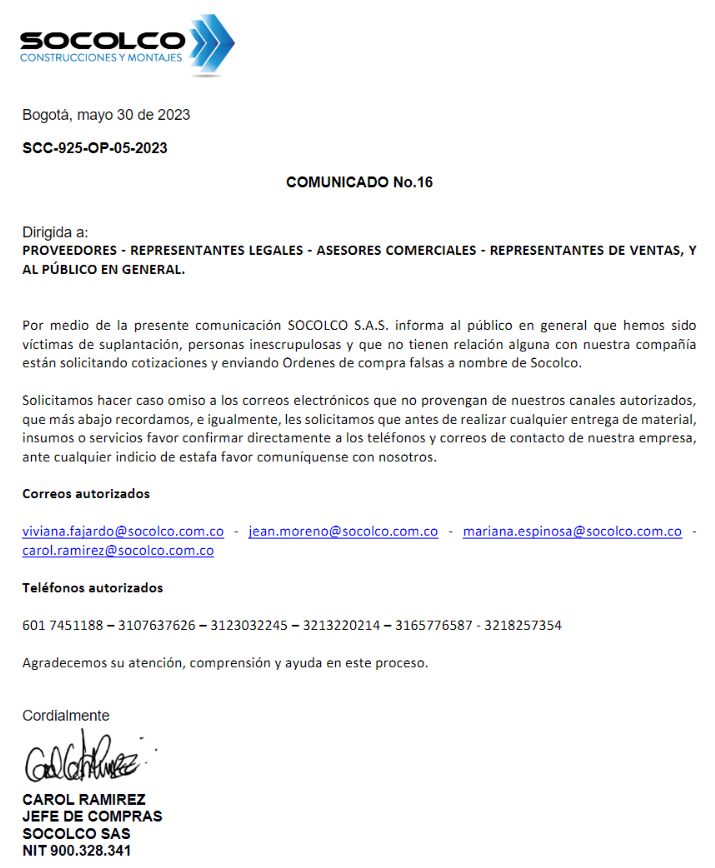 SOCOLCO
CONSTRUCCIONES Y MONTAJES
Bogotá, mayo 30 de 2023
SCC-925-OP-05-2023
COMUNICADO No.16
Dirigida a:
PROVEEDORES - REPRESENTANTES LEGALES - ASESORES COMERCIALES - REPRESENTANTES DE VENTAS, Y
AL PÚBLICO EN GENERAL.
Por medio de la presente comunicación SOCOLCO S.A.S. informa al público en general que hemos sido
víctimas de suplantación, personas inescrupulosas y que no tienen relación alguna con nuestra compañía
están solicitando cotizaciones y enviando Ordenes de compra falsas a nombre de Socolco.
Solicitamos hacer caso omiso a los correos electrónicos que no provengan de nuestros canales autorizados,
que más abajo recordamos, e igualmente, les solicitamos que antes de realizar cualquier entrega de material,
insumos o servicios favor confirmar directamente a los teléfonos y correos de contacto de nuestra empresa,
ante cualquier indicio de estafa favor comuníquense con nosotros.
Correos autorizados
viviana.fajardo@socolco.com.co - jean.moreno@socolco.com.co - mariana.espinosa@socolco.com.co -
carol.ramirez@socolco.com.co
Teléfonos autorizados
601 7451188 – 3107637626 – 3123032245 – 3213220214 – 3165776587 - 3218257354
Agradecemos su atención, comprensión y ayuda en este proceso.
Cordialmente
CAROL RAMIREZ
JEFE DE COMPRAS
SOCOLCO SAS
NIT 900.328.341